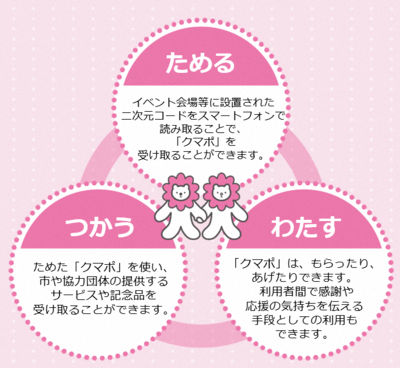 ためる
イベント会場等に設置された
二次元コードをスマートフォンで
読み取ることで、
「クマポ」を
受け取ることができます。
つかう
ためた「クマポ」を使い、
市や協力団体の提供する
サービスや記念品を
受け取ることができます。
わたす
「クマポ」は、もらったり、
あげたりできます。
利用者間で感謝や
応援の気持ちを伝える
手段としての利用も
できます。